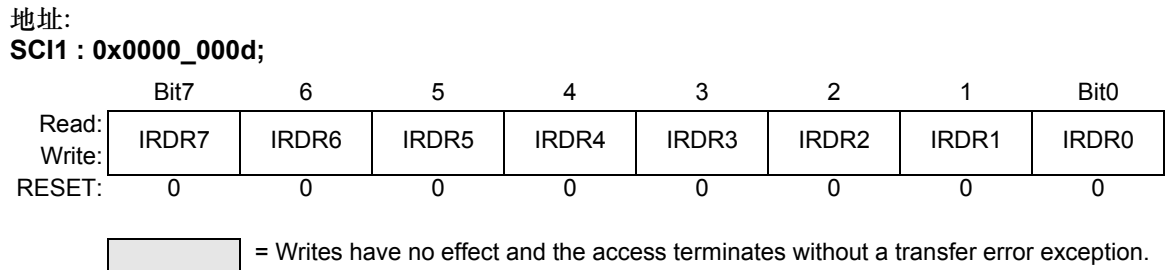 地址:
SCI1 : 0x0000_000d;
Bit7 6 5 4 3 2 1 Bit0
Read:
Write:
IRDR7 IRDR6 IRDR5 IRDR4 IRDR3 IRDR2 IRDR1 IRDR0
RESET: 0 0 0 0 0 0 0 0
= Writes have no effect and the access terminates without a transfer error exception.